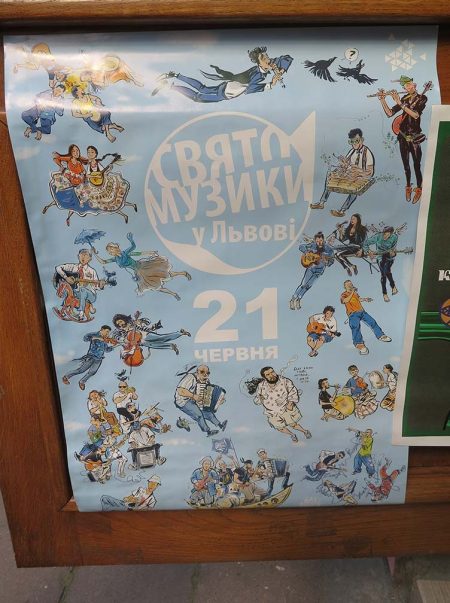 ?
СВЯТО
МУЗИКИ
у Львові
21
ЧЕРВНЯ
К